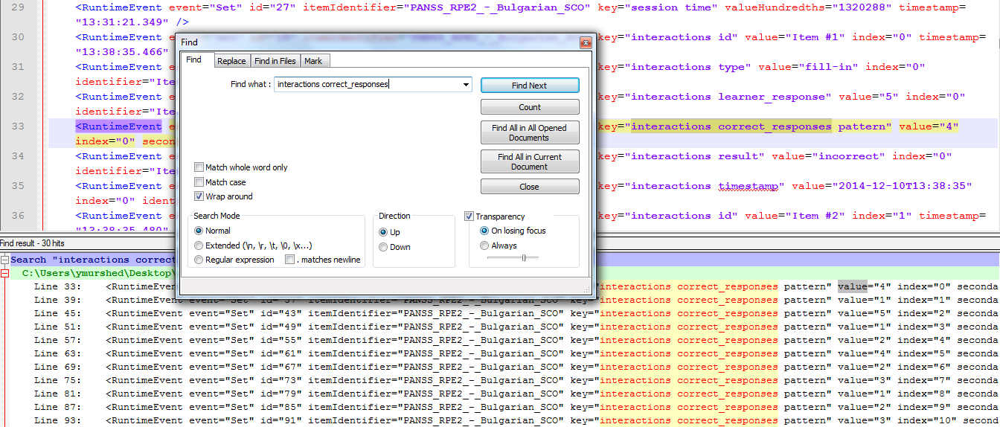 29 <RuntimeEvent event="Set" id="27" itemIdentifier="PANSS_RPE2_-_Bulgarian_SCO" key="session time" valueHundredths="1320288" timestamp=
"13:31:21.349" />
30 <RuntimeEvent key="interactions id" value="Item #1" index="0" timestamp=
"13:38:35.466"
31 <RuntimeEvent e key="interactions type" value="fill-in" index="0"
identifier="Ite
32 <RuntimeEvent e key="interactions learner_response" value="5" index="0"
identifier="Ite
33 <RuntimeEvent e key="interactions correct_responses pattern" value="4"
index="0" secon
34 <RuntimeEvent e key="interactions result" value="incorrect" index="0"
identifier="Ite
35 <RuntimeEvent e key="interactions timestamp" value="2014-12-10T13:38:35"
index="0" ident
36 <RuntimeEvent e key="interactions id" value="Item #2" index="1" timestamp=
"13:38:35.480"
Find
Find Replace Find in Files Mark
Find what : interactions correct_responses
Find Next
Count
Find All in All Opened
Documents
Find All in Current
Document
Close
Match whole word only
Match case
Wrap around
Search Mode
Normal
Extended (\n, \r, \t, \0, \x...)
Regular expression . matches newline
Direction
Up
Down
Transparency
On losing focus
Always
Find result - 30 hits
Search "interactions correc
C:\Users\ymurshed\Desktop\
Line 33: <RuntimeEvent "interactions correct_responses pattern" value="4" index="0" seconda
Line 39: <RuntimeEvent event="Set" id="37" itemIdentifier="PANSS_RPE2_-_Bulgarian_SCO" key="interactions correct_responses pattern" value="1" index="1" seconda
Line 45: <RuntimeEvent event="Set" id="43" itemIdentifier="PANSS_RPE2_-_Bulgarian_SCO" key="interactions correct_responses pattern" value="5" index="2" seconda
Line 51: <RuntimeEvent event="Set" id="49" itemIdentifier="PANSS_RPE2_-_Bulgarian_SCO" key="interactions correct_responses pattern" value="1" index="3" seconda
Line 57: <RuntimeEvent event="Set" id="55" itemIdentifier="PANSS_RPE2_-_Bulgarian_SCO" key="interactions correct_responses pattern" value="2" index="4" seconda
Line 63: <RuntimeEvent event="Set" id="61" itemIdentifier="PANSS_RPE2_-_Bulgarian_SCO" key="interactions correct_responses pattern" value="4" index="5" seconda
Line 69: <RuntimeEvent event="Set" id="67" itemIdentifier="PANSS_RPE2_-_Bulgarian_SCO" key="interactions correct_responses pattern" value="2" index="6" seconda
Line 75: <RuntimeEvent event="Set" id="73" itemIdentifier="PANSS_RPE2_-_Bulgarian_SCO" key="interactions correct_responses pattern" value="3" index="7" seconda
Line 81: <RuntimeEvent event="Set" id="79" itemIdentifier="PANSS_RPE2_-_Bulgarian_SCO" key="interactions correct_responses pattern" value="1" index="8" seconda
Line 87: <RuntimeEvent event="Set" id="85" itemIdentifier="PANSS_RPE2_-_Bulgarian_SCO" key="interactions correct_responses pattern" value="2" index="9" seconda
Line 93: <RuntimeEvent event="Set" id="91" itemIdentifier="PANSS_RPE2_-_Bulgarian_SCO" key="interactions correct_responses pattern" value="3" index="10" seconda